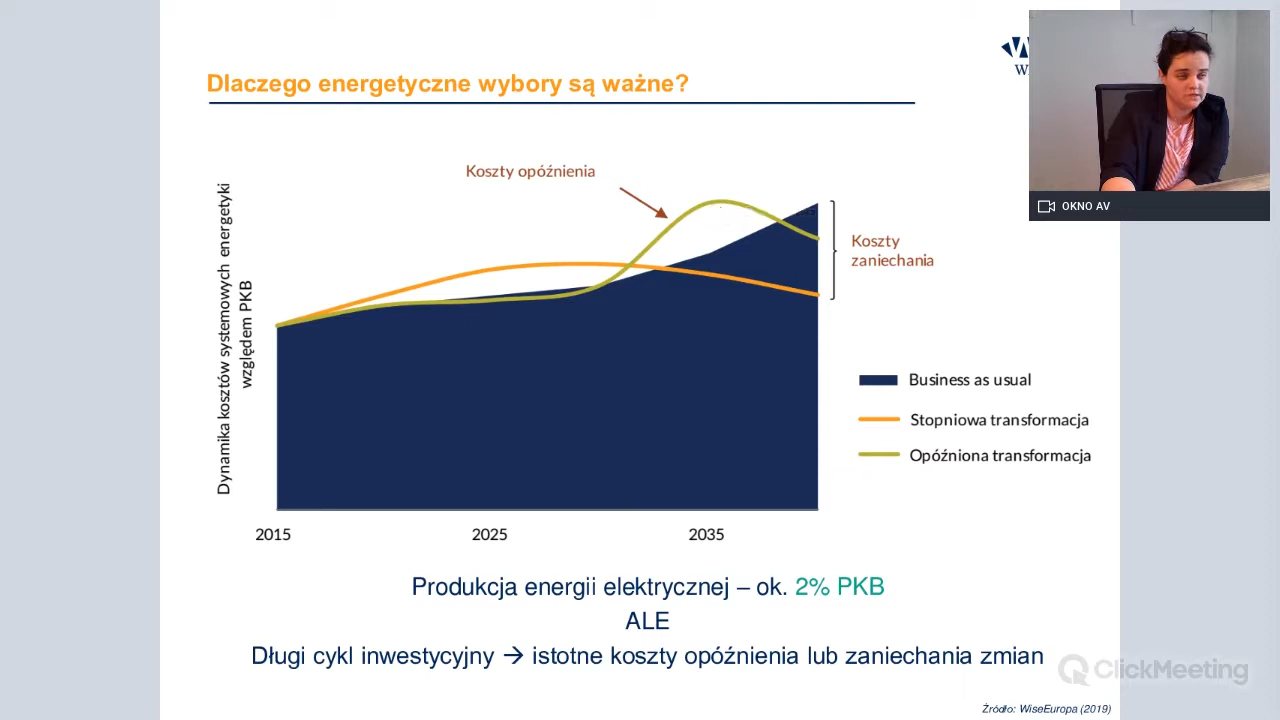 Dlaczego energetyczne wybory są ważne?
OKNO AV
Koszty opóźnienia
Dynamika kosztów systemowych energetyki
względem PKB
Koszty
zaniechania
Business as usual
Stopniowa transformacja
Opóźniona transformacja
2015 2025 2035
Produkcja energii elektrycznej – ok. 2% PKB
ALE
Długi cykl inwestycyjny → istotne koszty opóźnienia lub zaniechania zmian
ClickMeeting
Źródło: WiseEuropa (2019)